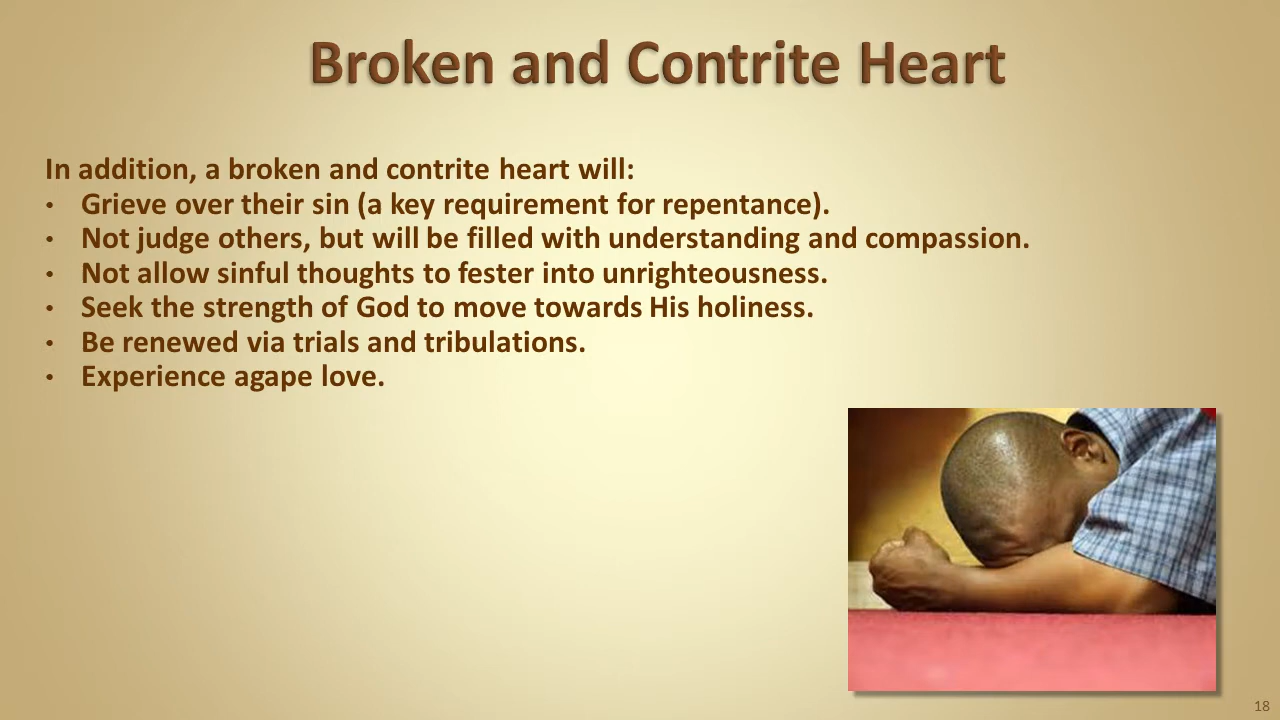 Broken and Contrite Heart
In addition, a broken and contrite heart will:
• Grieve over their sin (a key requirement for repentance).
• Not judge others, but will be filled with understanding and compassion.
• Not allow sinful thoughts to fester into unrighteousness.
• Seek the strength of God to move towards His holiness.
• Be renewed via trials and tribulations.
• Experience agape love.
18